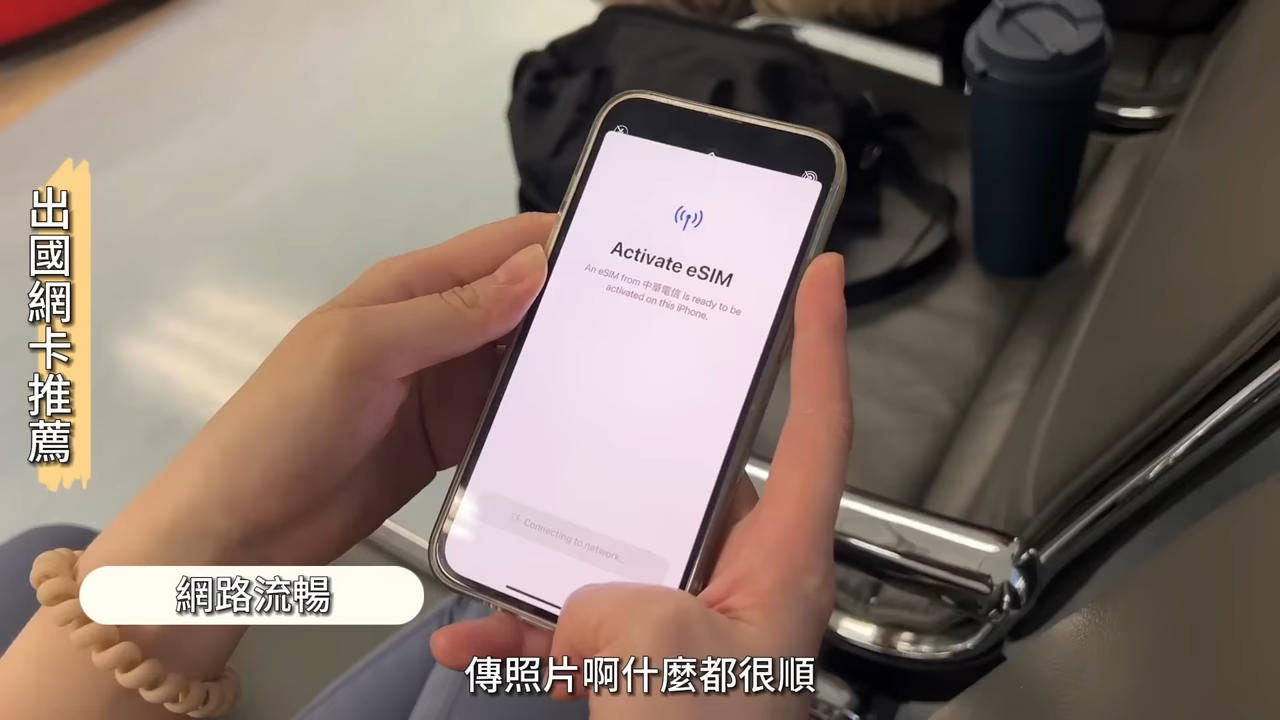 出國網卡推薦
Activate eSIM
An eSIM from 中華電信 is ready to be
activated on this iPhone.
Connecting to network...
網路流暢
傳照片啊什麼都很順